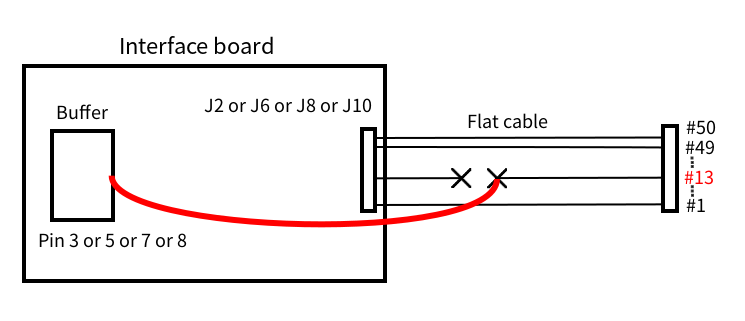 Interface board
J2 or J6 or J8 or J10
Buffer
Flat cable
#50
#49
#13
#1
Pin 3 or 5 or 7 or 8